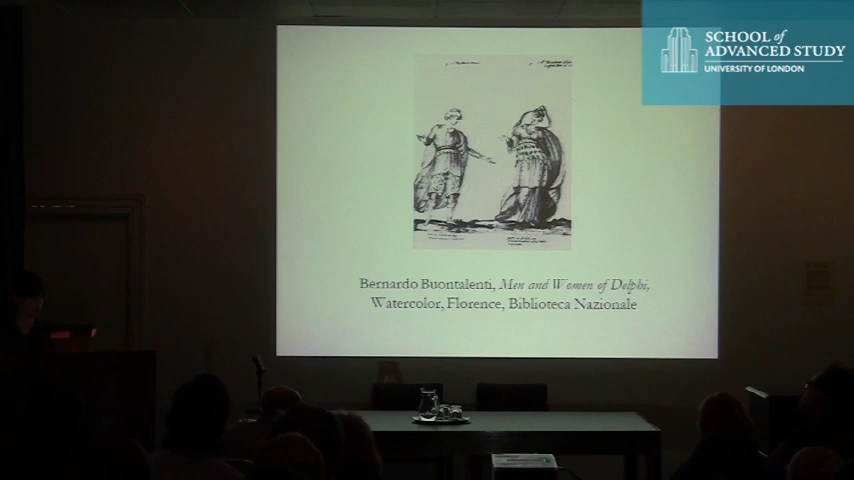 SCHOOL of
ADVANCED STUDY
UNIVERSITY OF LONDON
Bernardo Buontalenti, Men and Women of Delphi,
Watercolor, Florence, Biblioteca Nazionale